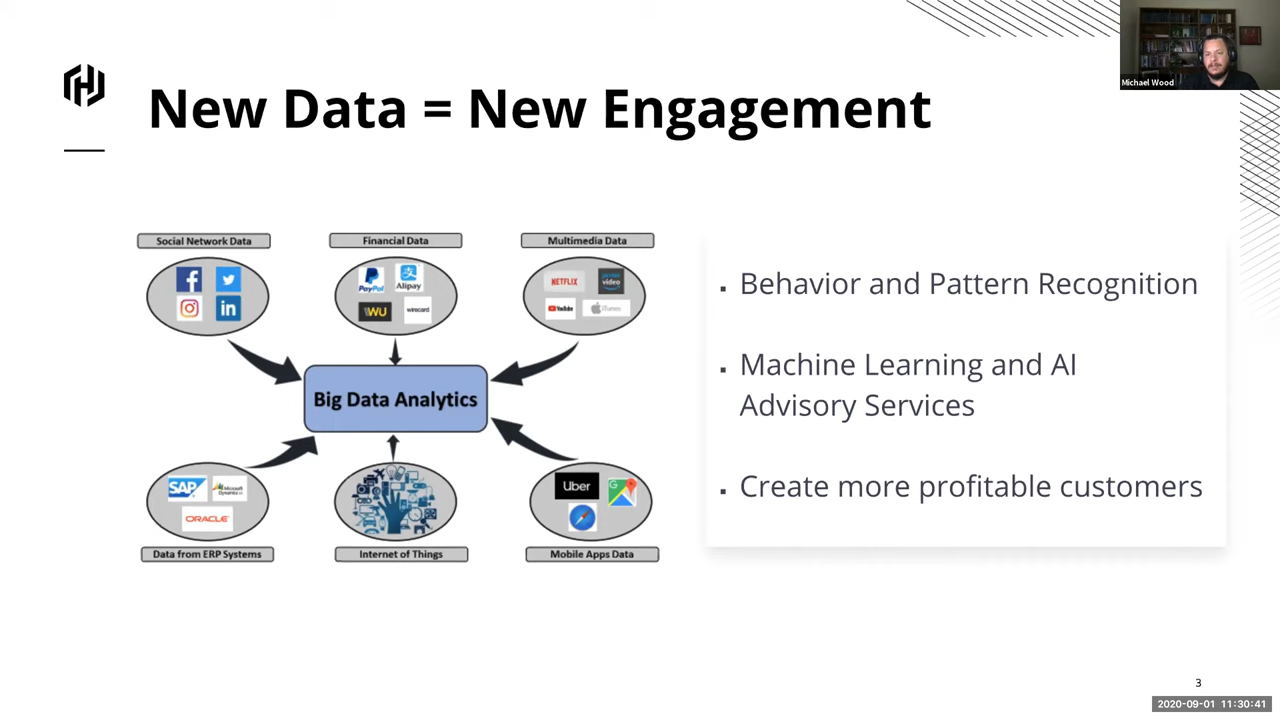 Michael Wood
New Data = New Engagement
Social Network Data
Financial Data
Multimedia Data
PayPal
Alipay
WU
wirecard
NETFLIX
prime video
YouTube
iTunes
Big Data Analytics
SAP
Microsoft Dynamics
ORACLE
Uber
Data from ERP Systems
Internet of Things
Mobile Apps Data
▪ Behavior and Pattern Recognition
▪ Machine Learning and AI
Advisory Services
▪ Create more profitable customers
3
2020-09-01 11:30:41